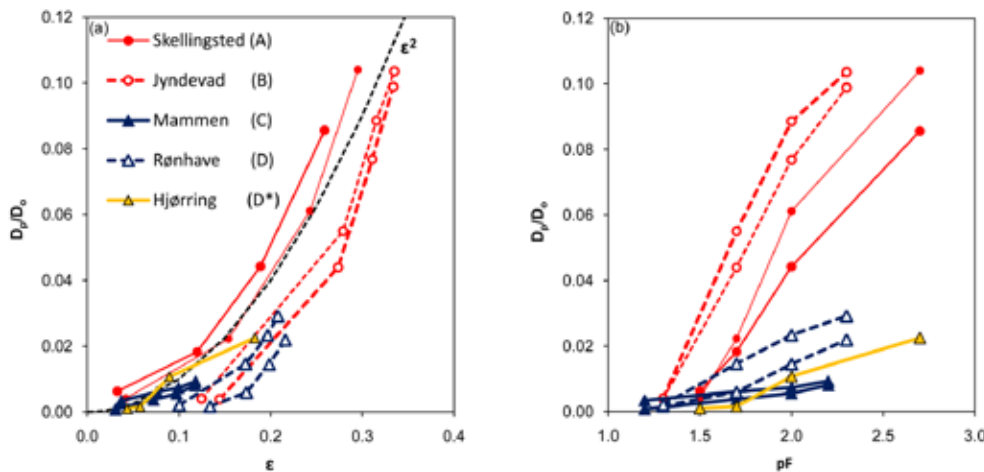 (a)
Skellingsted (A)
Jyndevad (B)
Mammen (C)
Rønhave (D)
Hjørring (D*)
ε²
0.12
0.10
0.08
0.06
0.04
0.02
0.00
Dₚ/Dₒ
0.0 0.1 0.2 0.3 0.4
ε
(b)
0.12
0.10
0.08
0.06
0.04
0.02
0.00
Dₚ/Dₒ
1.0 1.5 2.0 2.5 3.0
pF